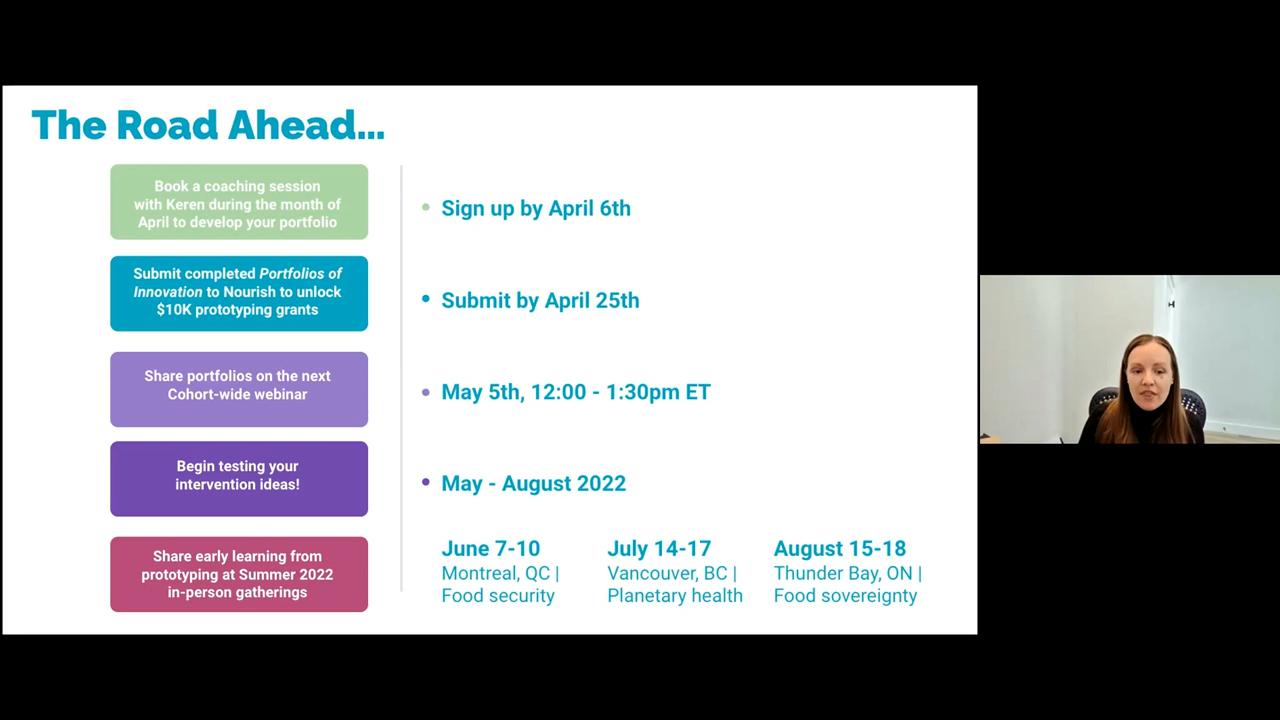 The Road Ahead...
Book a coaching session
with Keren during the month of
April to develop your portfolio
Sign up by April 6th
Submit completed Portfolios of
Innovation to Nourish to unlock
$10K prototyping grants
Submit by April 25th
Share portfolios on the next
Cohort-wide webinar
May 5th, 12:00 - 1:30pm ET
Begin testing your
intervention ideas!
May - August 2022
Share early learning from
prototyping at Summer 2022
in-person gatherings
June 7-10
Montreal, QC |
Food security
July 14-17
Vancouver, BC |
Planetary health
August 15-18
Thunder Bay, ON |
Food sovereignty